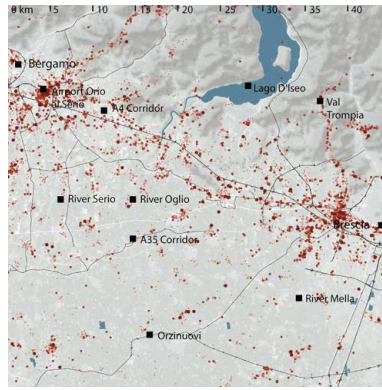 0 km 5 10 15 20 25 30 35 40
Bergamo
Airport Orio
al Serio
A4 Corridor
Lago D'Iseo
Val
Trompia
River Serio
River Oglio
Brescia
A35 Corridor
River Mella
Orzinuovi